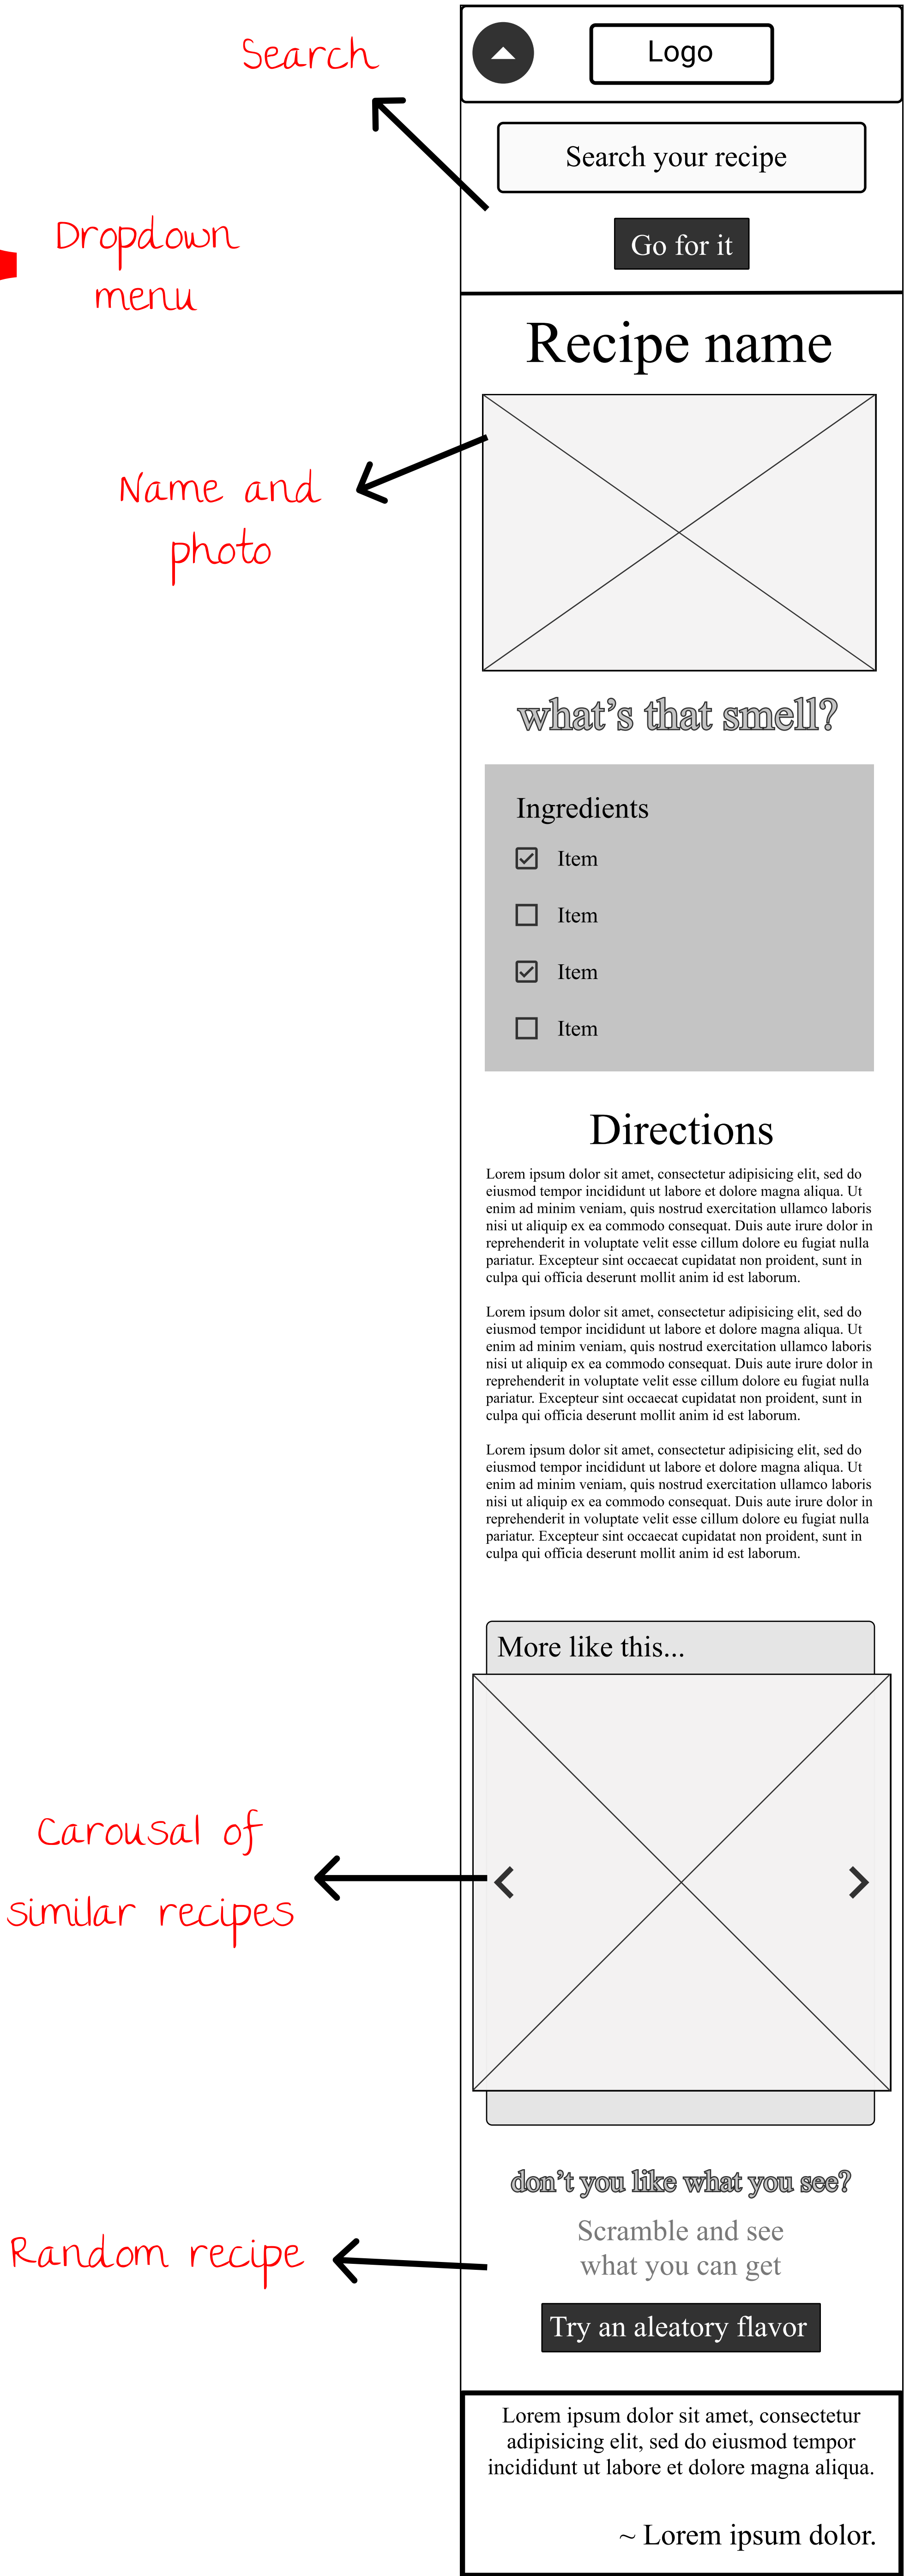 Search
Logo
Search your recipe
Dropdown
menu
Go for it
Recipe name
Name and
photo
what's that smell?
Ingredients
Item
Item
Item
Item
Directions
Lorem ipsum dolor sit amet, consectetur adipisicing elit, sed do
eiusmod tempor incididunt ut labore et dolore magna aliqua. Ut
enim ad minim veniam, quis nostrud exercitation ullamco laboris
nisi ut aliquip ex ea commodo consequat. Duis aute irure dolor in
reprehenderit in voluptate velit esse cillum dolore eu fugiat nulla
pariatur. Excepteur sint occaecat cupidatat non proident, sunt in
culpa qui officia deserunt mollit anim id est laborum.
Lorem ipsum dolor sit amet, consectetur adipisicing elit, sed do
eiusmod tempor incididunt ut labore et dolore magna aliqua. Ut
enim ad minim veniam, quis nostrud exercitation ullamco laboris
nisi ut aliquip ex ea commodo consequat. Duis aute irure dolor in
reprehenderit in voluptate velit esse cillum dolore eu fugiat nulla
pariatur. Excepteur sint occaecat cupidatat non proident, sunt in
culpa qui officia deserunt mollit anim id est laborum.
Lorem ipsum dolor sit amet, consectetur adipisicing elit, sed do
eiusmod tempor incididunt ut labore et dolore magna aliqua. Ut
enim ad minim veniam, quis nostrud exercitation ullamco laboris
nisi ut aliquip ex ea commodo consequat. Duis aute irure dolor in
reprehenderit in voluptate velit esse cillum dolore eu fugiat nulla
pariatur. Excepteur sint occaecat cupidatat non proident, sunt in
culpa qui officia deserunt mollit anim id est laborum.
More like this...
Carousal of
similar recipes
don't you like what you see?
Scramble and see
what you can get
Random recipe
Try an aleatory flavor
Lorem ipsum dolor sit amet, consectetur
adipisicing elit, sed do eiusmod tempor
incididunt ut labore et dolore magna aliqua.
~ Lorem ipsum dolor.